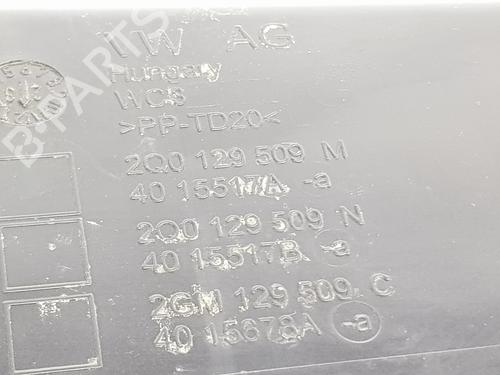 VW AG
Hungary
WCS
>PP-TD20<
2Q0 129 509 M
40 15517A -a
2Q0 129 509 N
40 15517B -a
2GM 129 509 C
40 15678A -a
B-PARTS